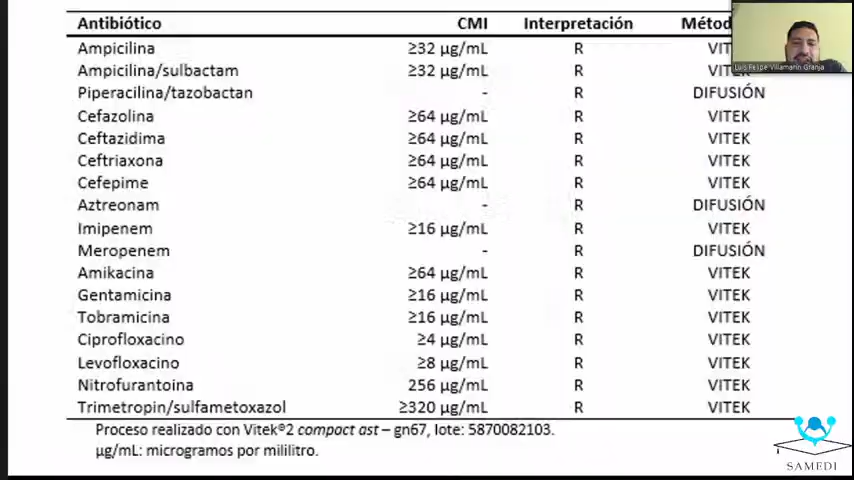 Antibiótico CMI Interpretación Métod
Ampicilina ≥32 µg/mL R VIT
Ampicilina/sulbactam ≥32 µg/mL R VITEK
Piperacilina/tazobactan - R DIFUSIÓN
Cefazolina ≥64 µg/mL R VITEK
Ceftazidima ≥64 µg/mL R VITEK
Ceftriaxona ≥64 µg/mL R VITEK
Cefepime ≥64 µg/mL R VITEK
Aztreonam - R DIFUSIÓN
Imipenem ≥16 µg/mL R VITEK
Meropenem - R DIFUSIÓN
Amikacina ≥64 µg/mL R VITEK
Gentamicina ≥16 µg/mL R VITEK
Tobramicina ≥16 µg/mL R VITEK
Ciprofloxacino ≥4 µg/mL R VITEK
Levofloxacino ≥8 µg/mL R VITEK
Nitrofurantoina 256 µg/mL R VITEK
Trimetropin/sulfametoxazol ≥320 µg/mL R VITEK
Proceso realizado con Vitek®2 compact ast – gn67, lote: 5870082103.
µg/mL: microgramos por mililitro.
Luis Felipe Villamarín Granja
SAMEDI